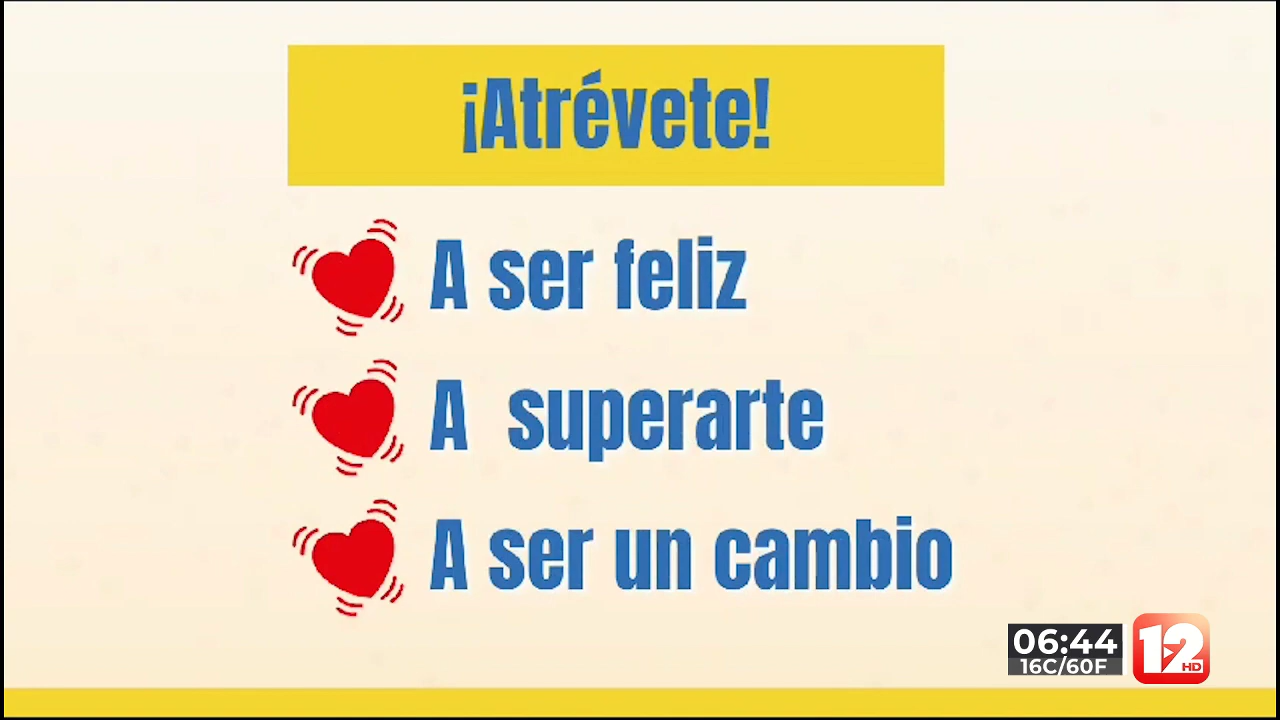 ¡Atrévete!
A ser feliz
A superarte
A ser un cambio
06:44
16C/60F
12
HD